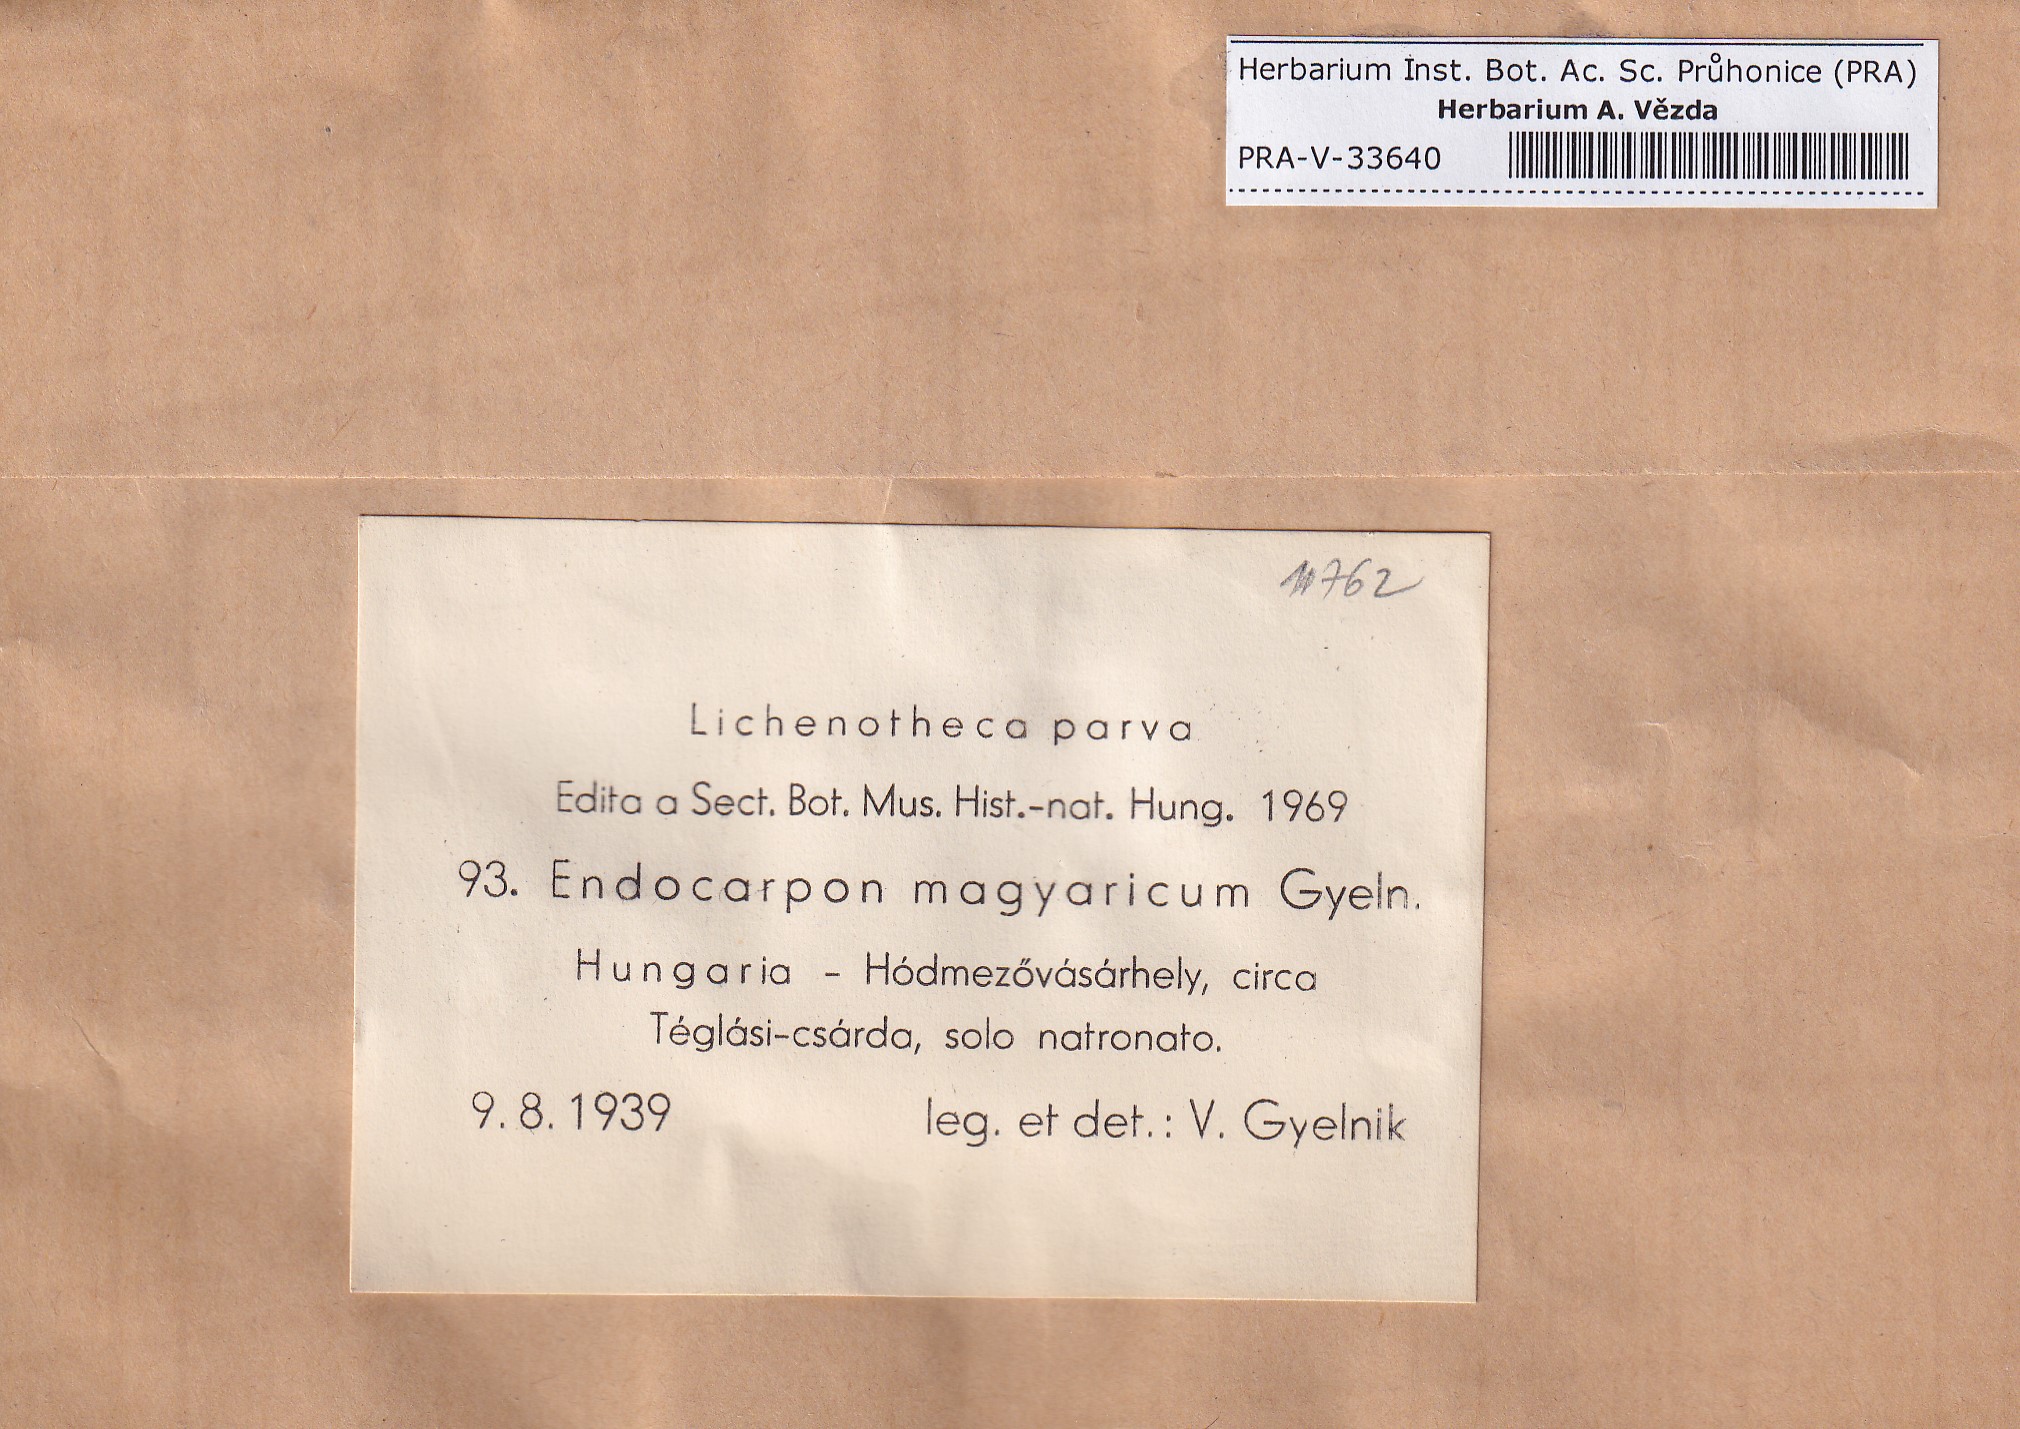 Herbarium Inst. Bot. Ac. Sc. Průhonice (PRA)
Herbarium A. Vězda
PRA-V-33640
762
Lichenotheca parva
Edita a Sect. Bot. Mus. Hist.-nat. Hung. 1969
93. Endocarpon magyaricum Gyeln.
Hungaria - Hódmezővásárhely, circa
Téglási-csárda, solo natronato.
9. 8. 1939 leg. et det.: V. Gyelnik